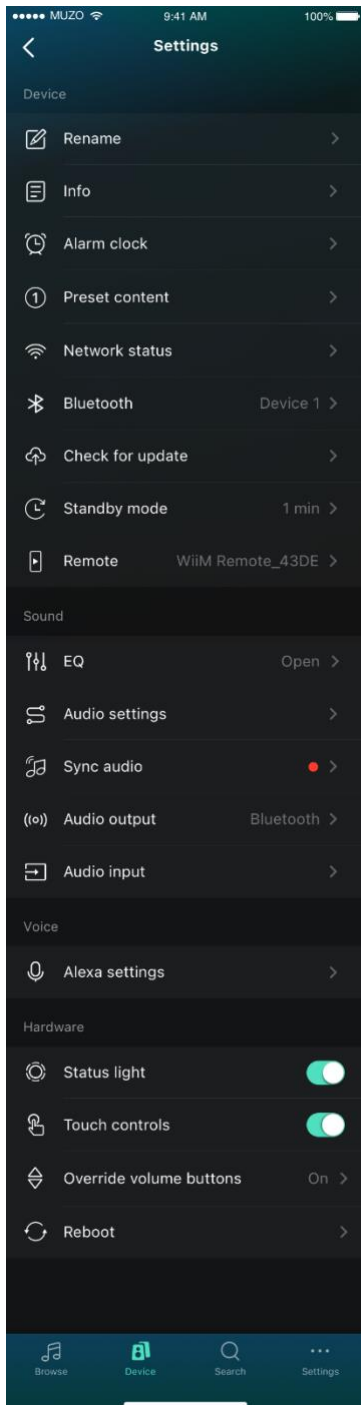 MUZO 9:41 AM 100%
Settings
Device
Rename
Info
Alarm clock
1 Preset content
Network status
Bluetooth Device 1
Check for update
Standby mode 1 min
Remote WiiM Remote_43DE
Sound
EQ Open
Audio settings
Sync audio
Audio output Bluetooth
Audio input
Voice
Alexa settings
Hardware
Status light
Touch controls
Override volume buttons On
Reboot
Browse Device Search Settings